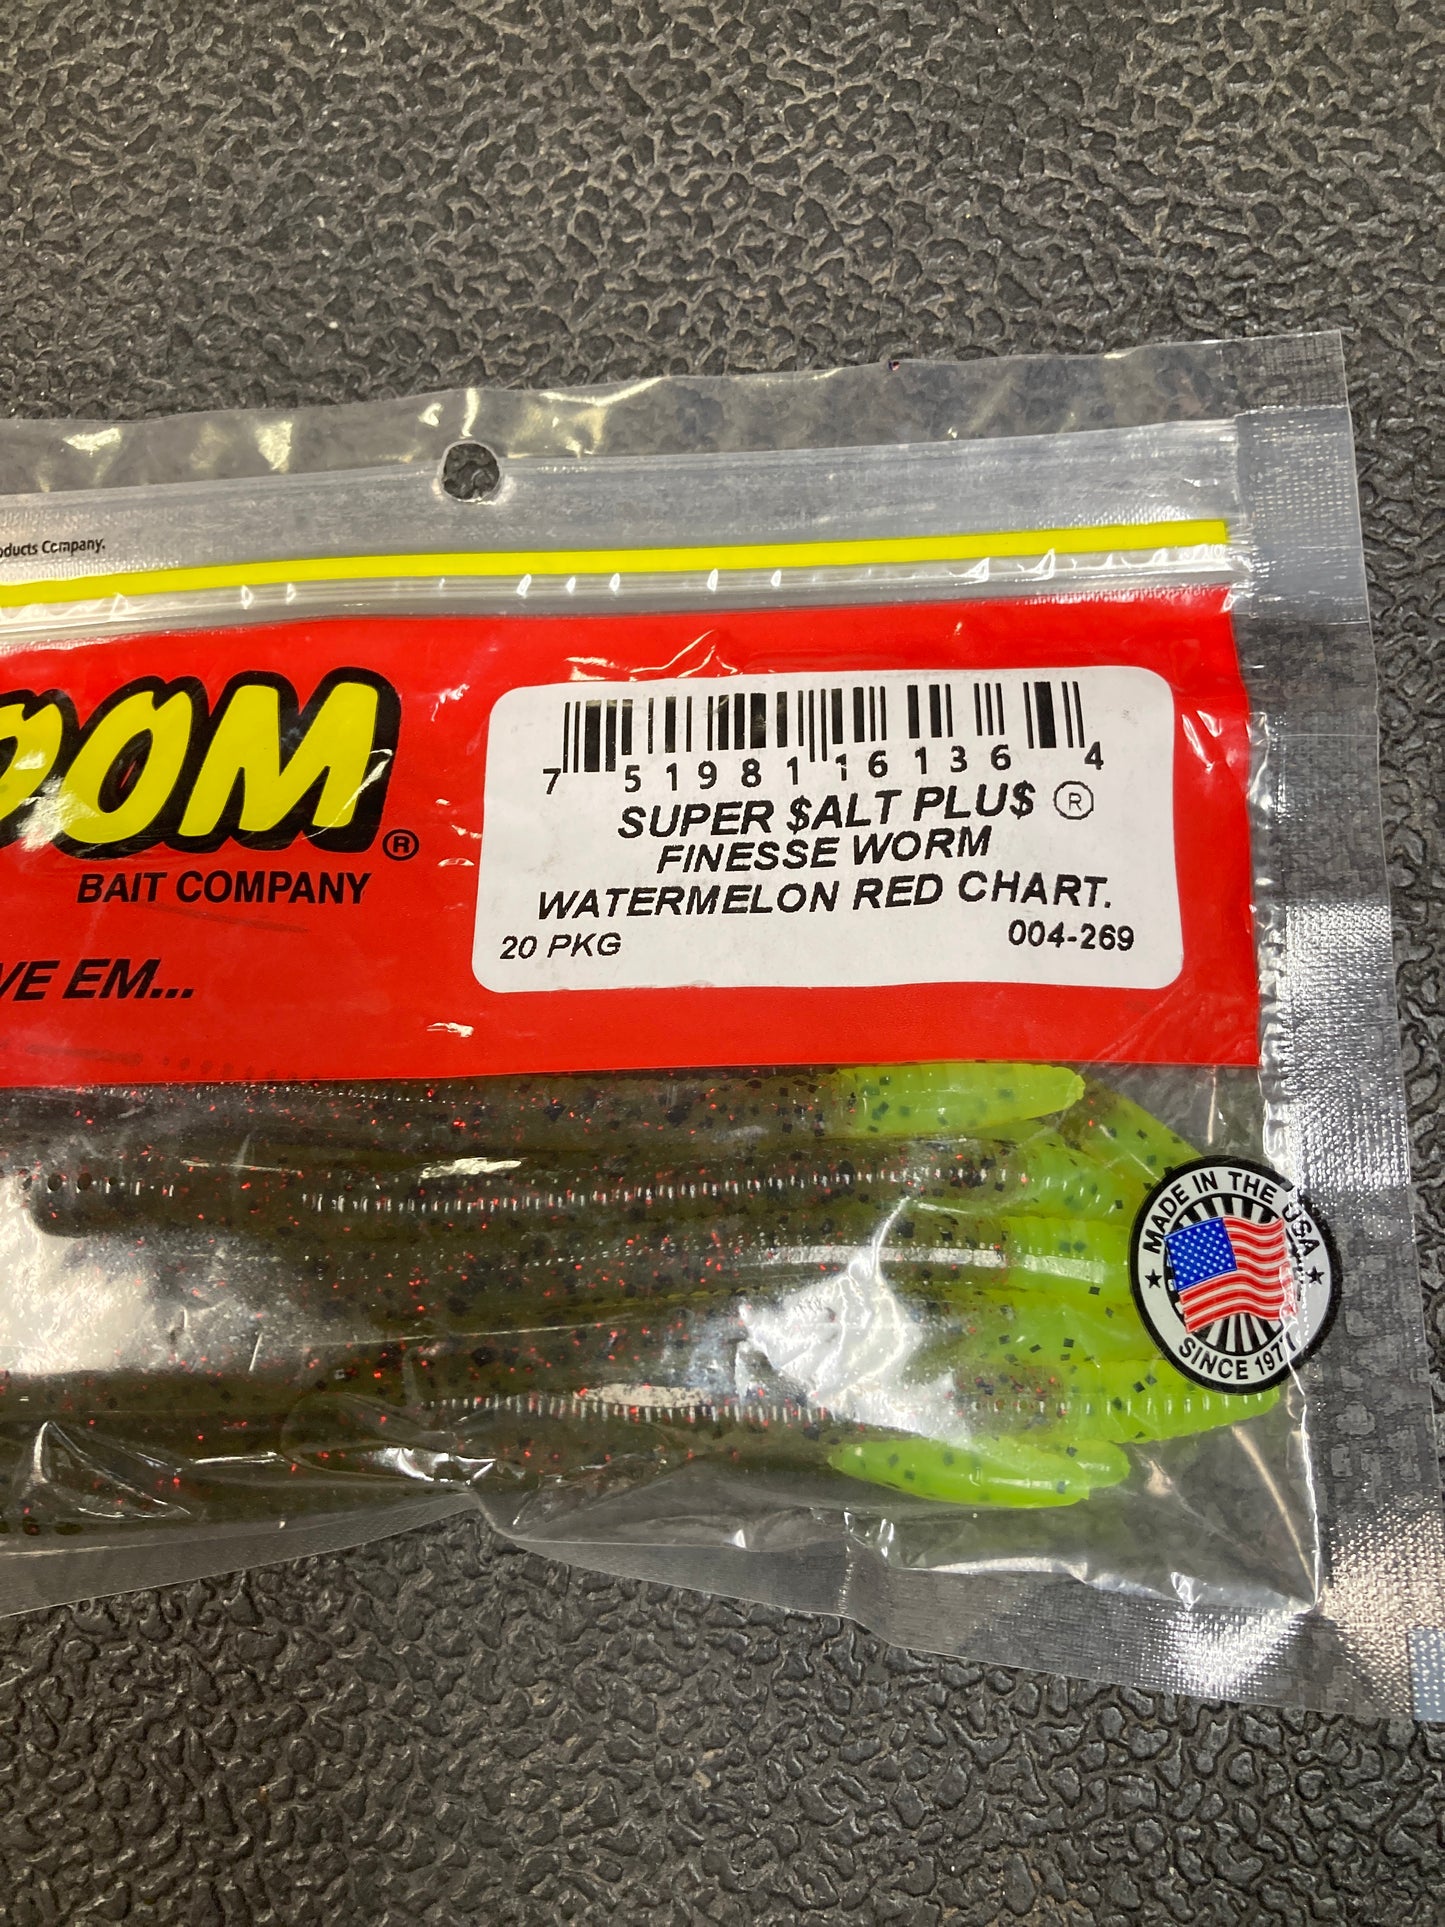 oducts Company.
OOM®
BAIT COMPANY
VE EM...
7 51981 16136 4
SUPER $ALT PLU$ ®
FINESSE WORM
WATERMELON RED CHART.
20 PKG 004-269
MADE IN THE USA
SINCE 1977